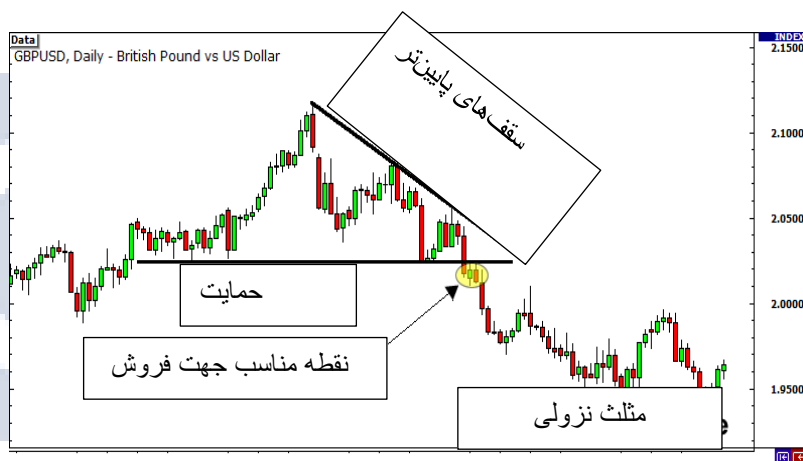 Data
INDEX
GBPUSD, Daily - British Pound vs US Dollar
2.1500
سقف‌های پایین‌تر
2.1000
2.0500
حمایت
2.0000
نقطه مناسب جهت فروش
1.9500
مثلث نزولی
e